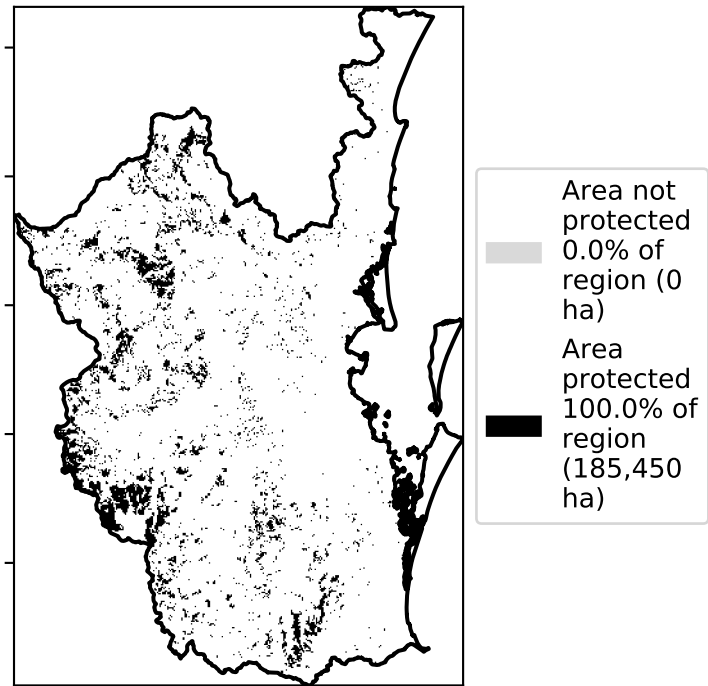 Area not
protected
0.0% of
region (0
ha)
Area
protected
100.0% of
region
(185,450
ha)